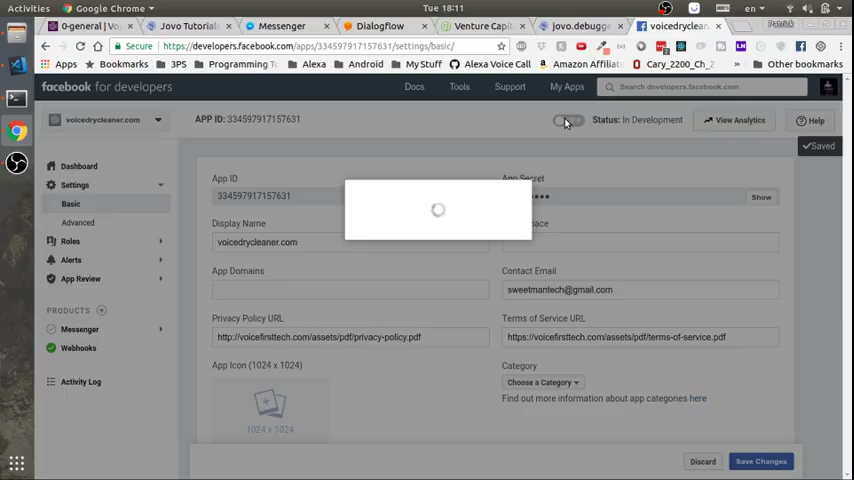 Activities
Google Chrome
Tue 18:11
en
Patrick
0-general | Vo
Jovo Tutorials
Messenger
Dialogflow
Venture Capit
jovo.debugge
voicedryclean
Secure
https://developers.facebook.com/apps/334597917157631/settings/basic/
Apps
Bookmarks
3PS
Programming To
Alexa
Android
My Stuff
Alexa Voice Call
Amazon Affiliat
Cary_2200_Ch_2
»
Other bookmarks
facebook for developers
Docs
Tools
Support
My Apps
Search developers.facebook.com
voicedrycleaner.com
APP ID: 334597917157631
OFF
Status: In Development
View Analytics
Help
Saved
Dashboard
Settings
Basic
Advanced
Roles
Alerts
App Review
PRODUCTS
Messenger
Webhooks
Activity Log
App ID
334597917157631
App Secret
Show
Display Name
voicedrycleaner.com
App Domains
Contact Email
sweetmantech@gmail.com
Privacy Policy URL
http://voicefirsttech.com/assets/pdf/privacy-policy.pdf
Terms of Service URL
https://voicefirsttech.com/assets/pdf/terms-of-service.pdf
App Icon (1024 x 1024)
1024 x 1024
Category
Choose a Category
Find out more information about app categories here
Discard
Save Changes